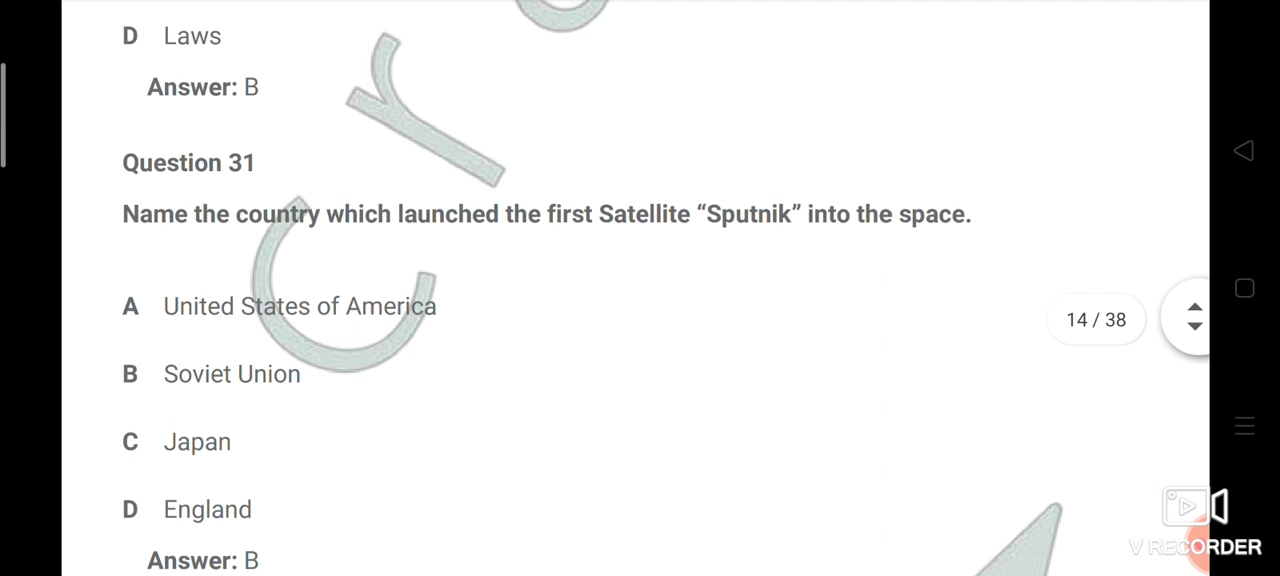 D Laws
Answer: B
Question 31
Name the country which launched the first Satellite “Sputnik” into the space.
A United States of America
14 / 38
B Soviet Union
C Japan
D England
Answer: B
V RECORDER